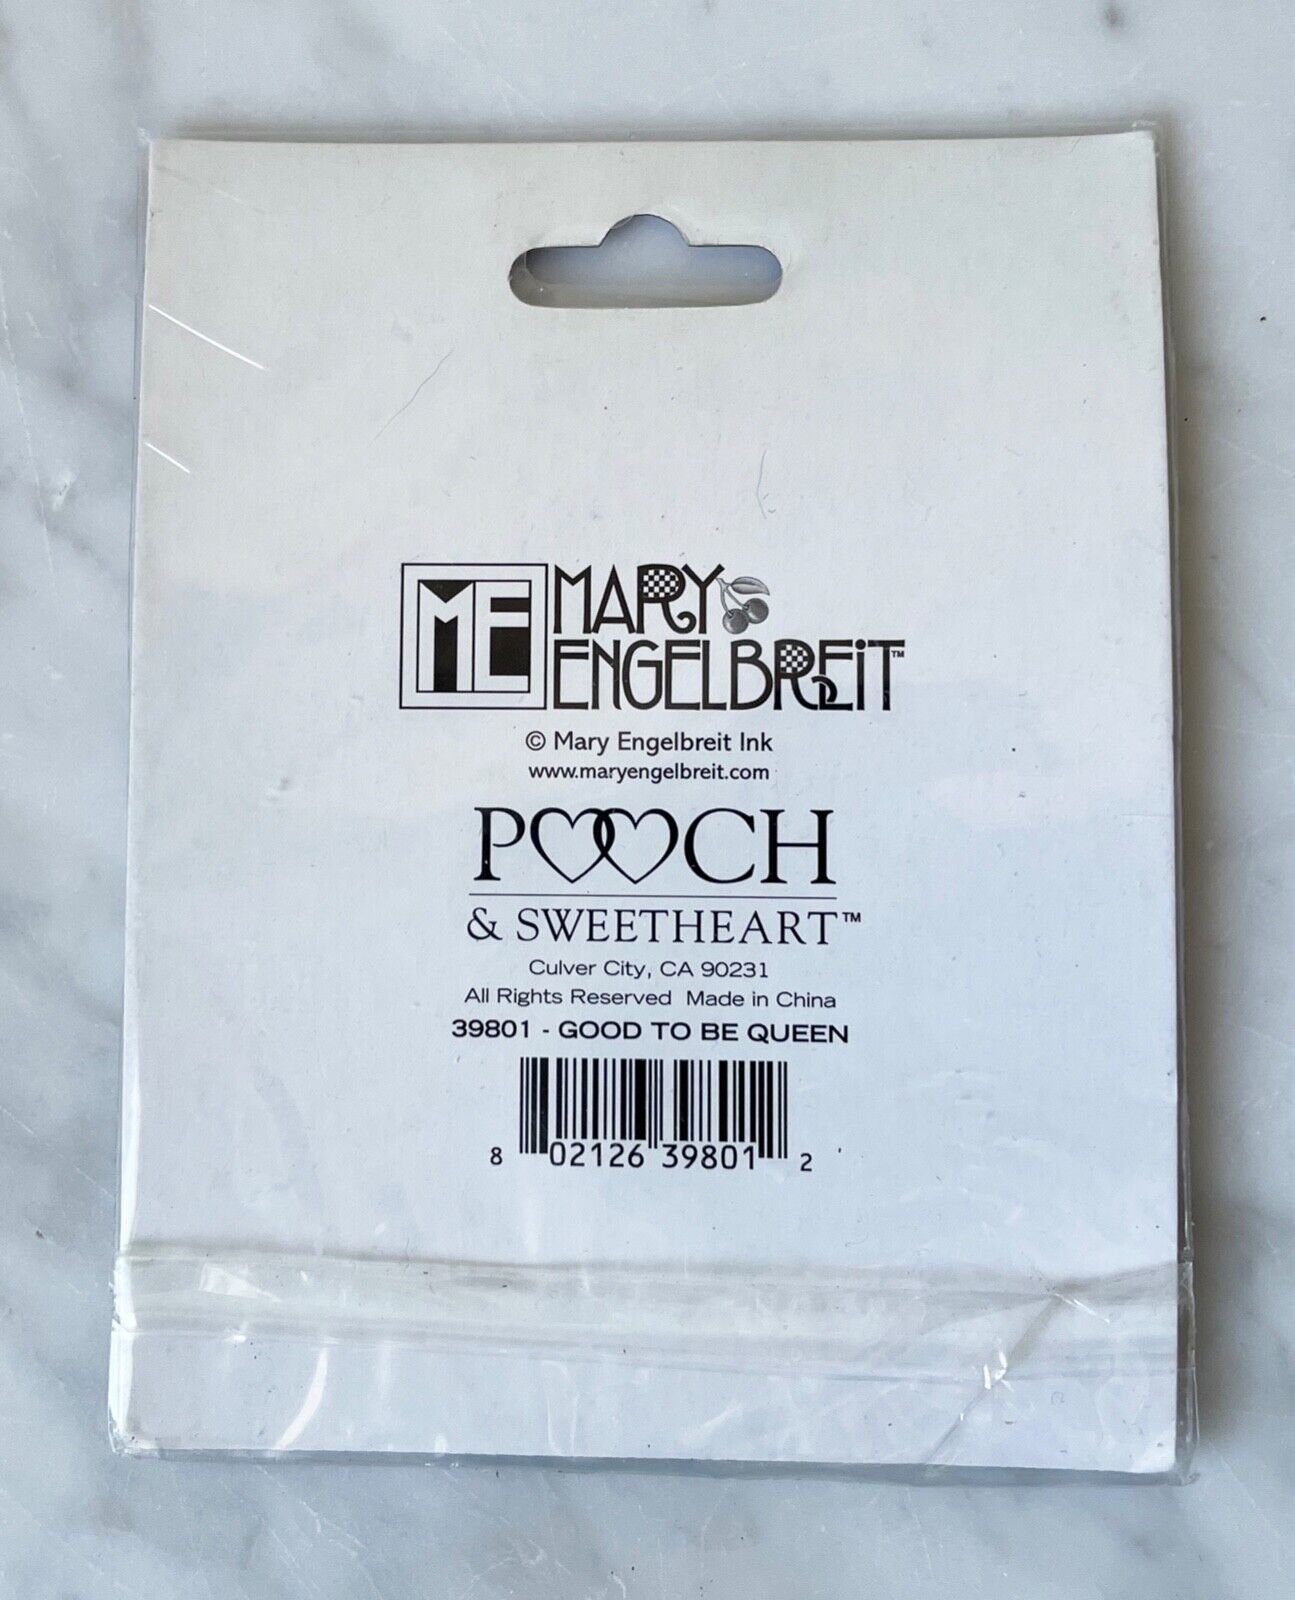 ME MARY
ENGELBREiT™
© Mary Engelbreit Ink
www.maryengelbreit.com
POOCH
& SWEETHEART™
Culver City, CA 90231
All Rights Reserved Made in China
39801 - GOOD TO BE QUEEN
8 02126 39801 2